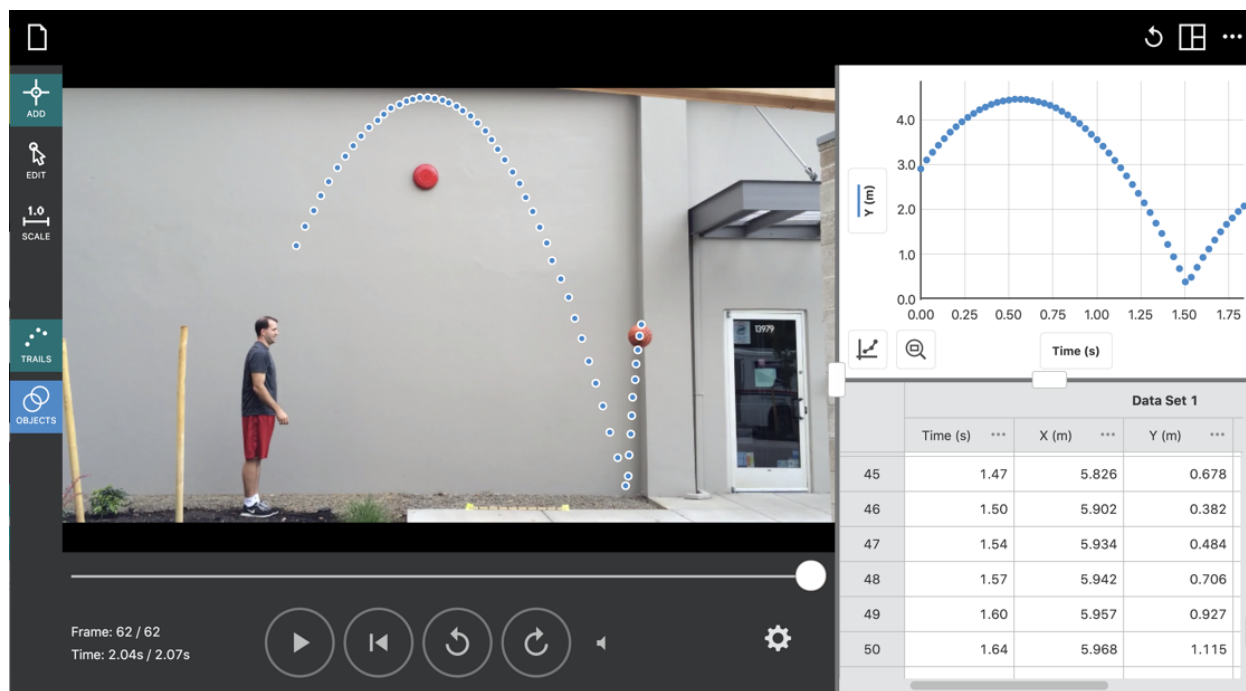 ADD
EDIT
1.0
SCALE
TRAILS
OBJECTS
13979
Frame: 62 / 62
Time: 2.04s / 2.07s
Y (m)
4.0
3.0
2.0
1.0
0.0
0.00 0.25 0.50 0.75 1.00 1.25 1.50 1.75
Time (s)
Data Set 1
Time (s) ••• X (m) ••• Y (m) •••
45 1.47 5.826 0.678
46 1.50 5.902 0.382
47 1.54 5.934 0.484
48 1.57 5.942 0.706
49 1.60 5.957 0.927
50 1.64 5.968 1.115